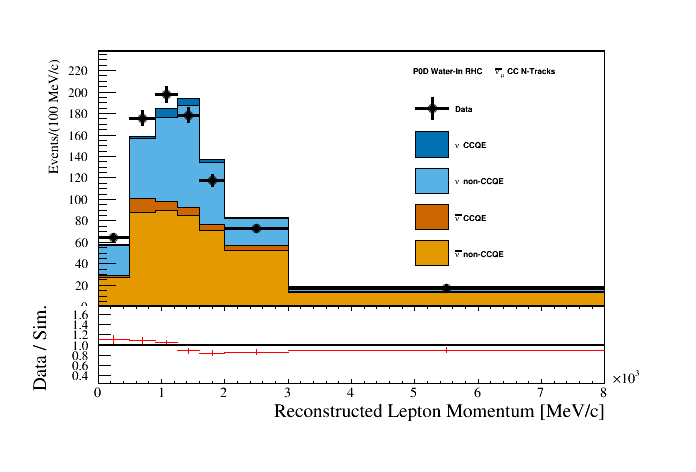 P0D Water-In RHC ν̅μ CC N-Tracks
Data
ν CCQE
ν non-CCQE
ν̅ CCQE
ν̅ non-CCQE
Events/(100 MeV/c)
220
200
180
160
140
120
100
80
60
40
20
0
Data / Sim.
1.6
1.4
1.2
1.0
0.8
0.6
0.4
0 1 2 3 4 5 6 7 8
×10³
Reconstructed Lepton Momentum [MeV/c]